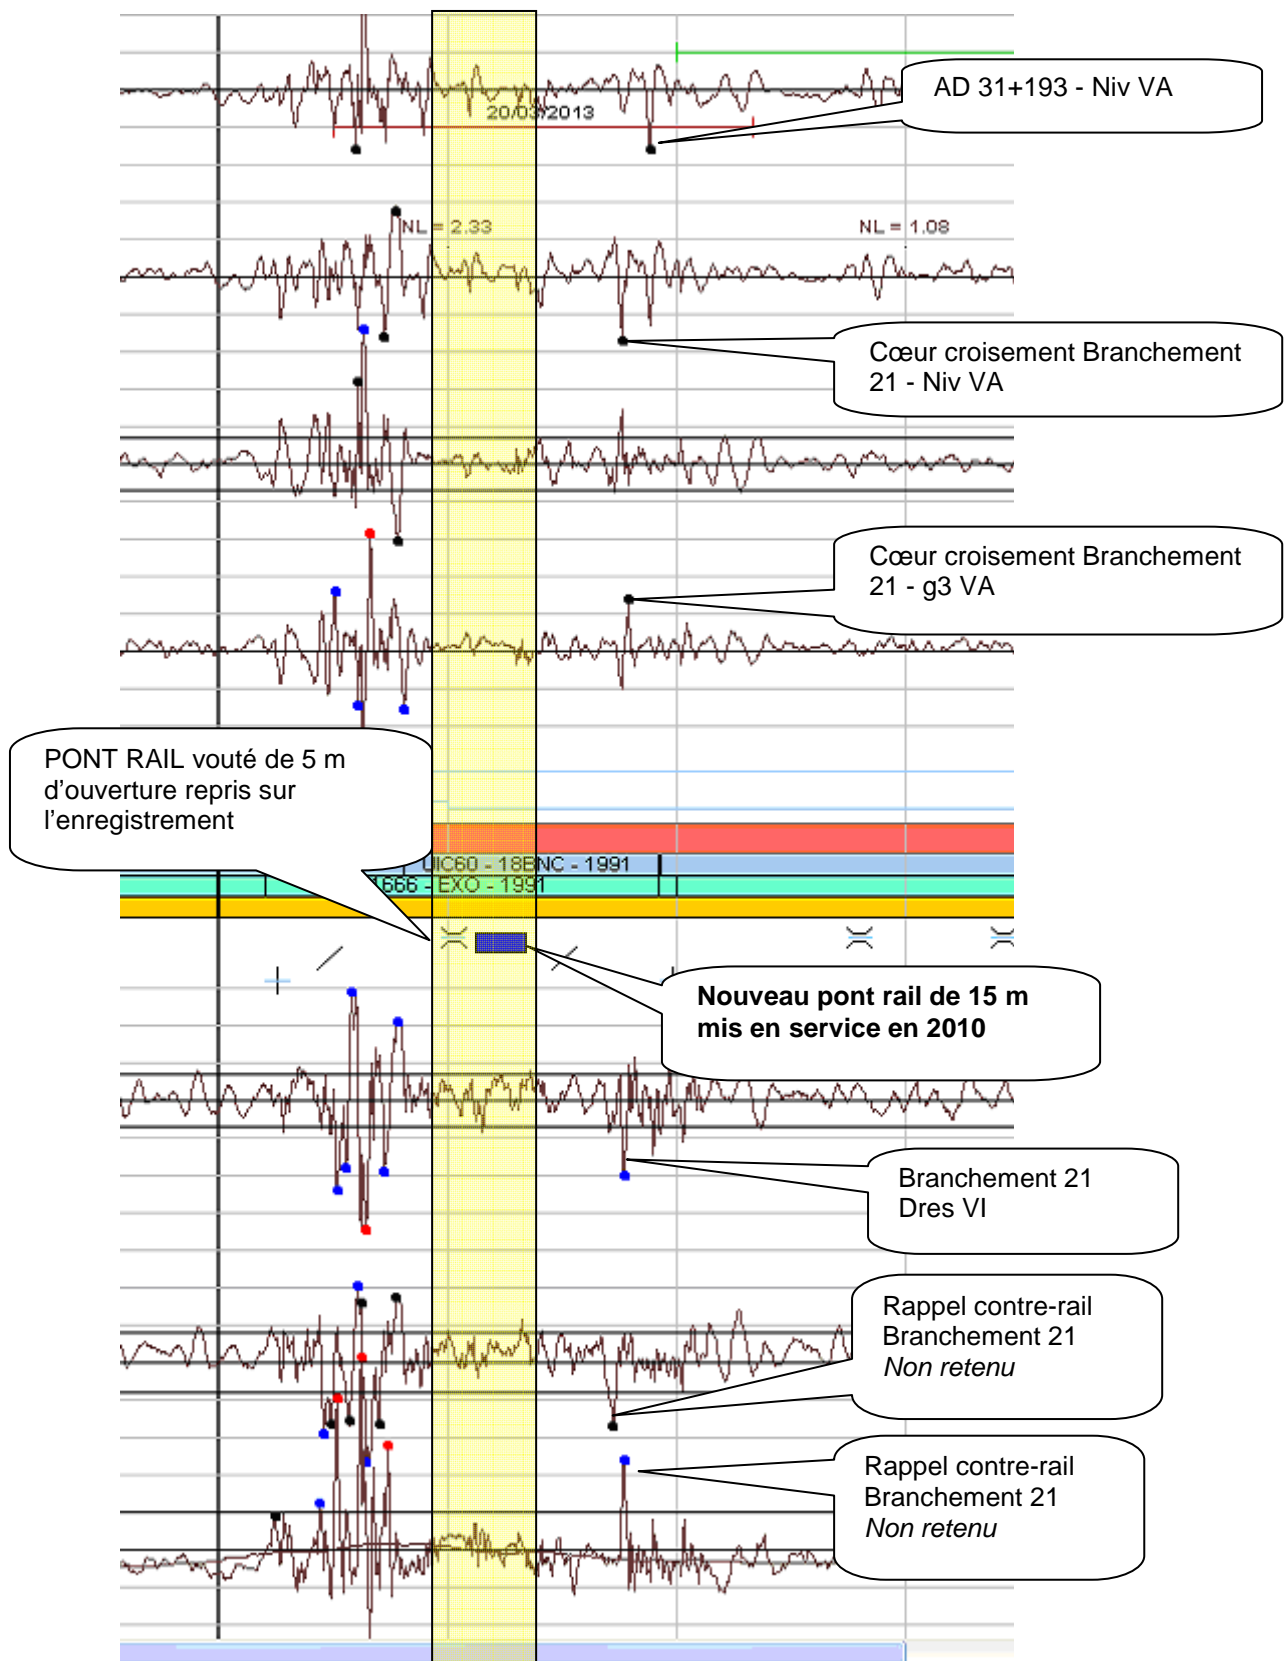 AD 31+193 - Niv VA
20/03/2013
NL = 2.33
NL = 1.08
Cœur croisement Branchement
21 - Niv VA
Cœur croisement Branchement
21 - g3 VA
PONT RAIL vouté de 5 m
d'ouverture repris sur
l'enregistrement
UIC60 - 18BNC - 1991
1666 - EXO - 1991
Nouveau pont rail de 15 m
mis en service en 2010
Branchement 21
Dres VI
Rappel contre-rail
Branchement 21
Non retenu
Rappel contre-rail
Branchement 21
Non retenu